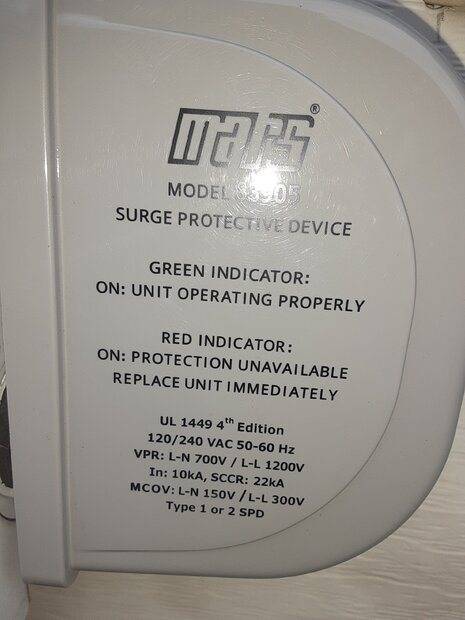 mars®
MODEL
SURGE PROTECTIVE DEVICE
GREEN INDICATOR:
ON: UNIT OPERATING PROPERLY
RED INDICATOR:
ON: PROTECTION UNAVAILABLE
REPLACE UNIT IMMEDIATELY
UL 1449 4th Edition
120/240 VAC 50-60 Hz
VPR: L-N 700V / L-L 1200V
In: 10kA, SCCR: 22kA
MCOV: L-N 150V / L-L 300V
Type 1 or 2 SPD